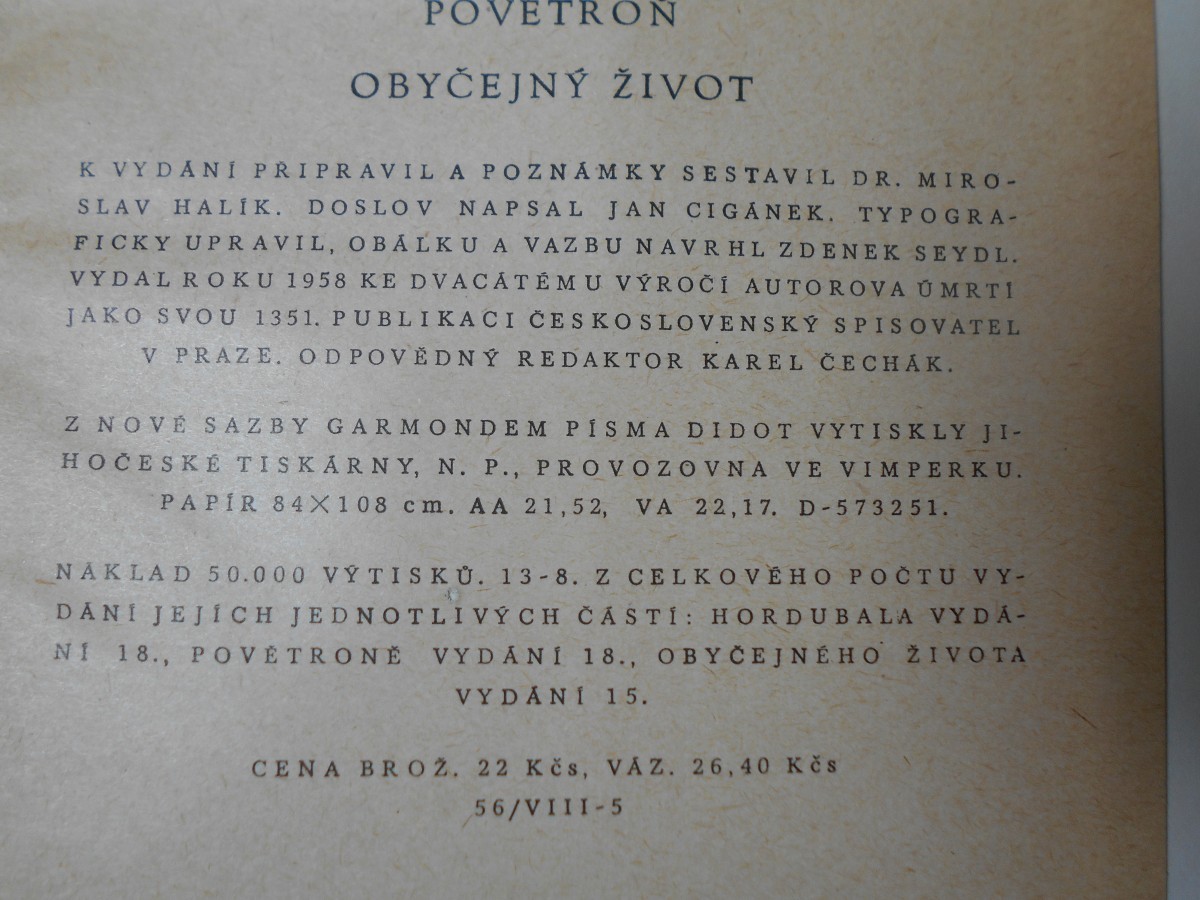 POVĚTROŇ
OBYČEJNÝ ŽIVOT
K VYDÁNÍ PŘIPRAVIL A POZNÁMKY SESTAVIL DR. MIRO-
SLAV HALÍK. DOSLOV NAPSAL JAN CIGÁNEK. TYPOGRA-
FICKY UPRAVIL, OBÁLKU A VAZBU NAVRHL ZDENEK SEYDL.
VYDAL ROKU 1958 KE DVACÁTÉMU VÝROČÍ AUTOROVA ÚMRTÍ
JAKO SVOU 1351. PUBLIKACI ČESKOSLOVENSKÝ SPISOVATEL
V PRAZE. ODPOVĚDNÝ REDAKTOR KAREL ČECHÁK.
Z NOVÉ SAZBY GARMONDEM PÍSMA DIDOT VYTISKLY JI-
HOČESKÉ TISKÁRNY, N. P., PROVOZOVNA VE VIMPERKU.
PAPÍR 84×108 cm. AA 21,52, VA 22,17. D-573251.
NÁKLAD 50.000 VÝTISKŮ. 13-8. Z CELKOVÉHO POČTU VY-
DÁNÍ JEJÍCH JEDNOTLIVÝCH ČÁSTÍ: HORDUBALA VYDÁ-
NÍ 18., POVĚTRONĚ VYDÁNÍ 18., OBYČEJNÉHO ŽIVOTA
VYDÁNÍ 15.
CENA BROŽ. 22 Kčs, VÁZ. 26,40 Kčs
56/VIII-5